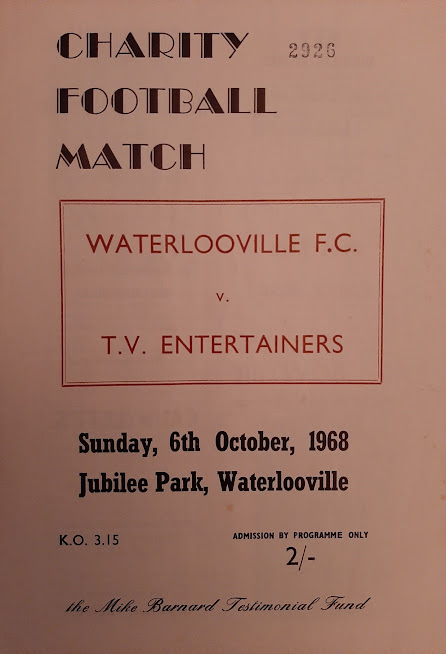 CHARITY 2926
FOOTBALL
MATCH
WATERLOOVILLE F.C.
v.
T.V. ENTERTAINERS
Sunday, 6th October, 1968
Jubilee Park, Waterlooville
K.O. 3.15
ADMISSION BY PROGRAMME ONLY
2/-
the Mike Barnard Testimonial Fund